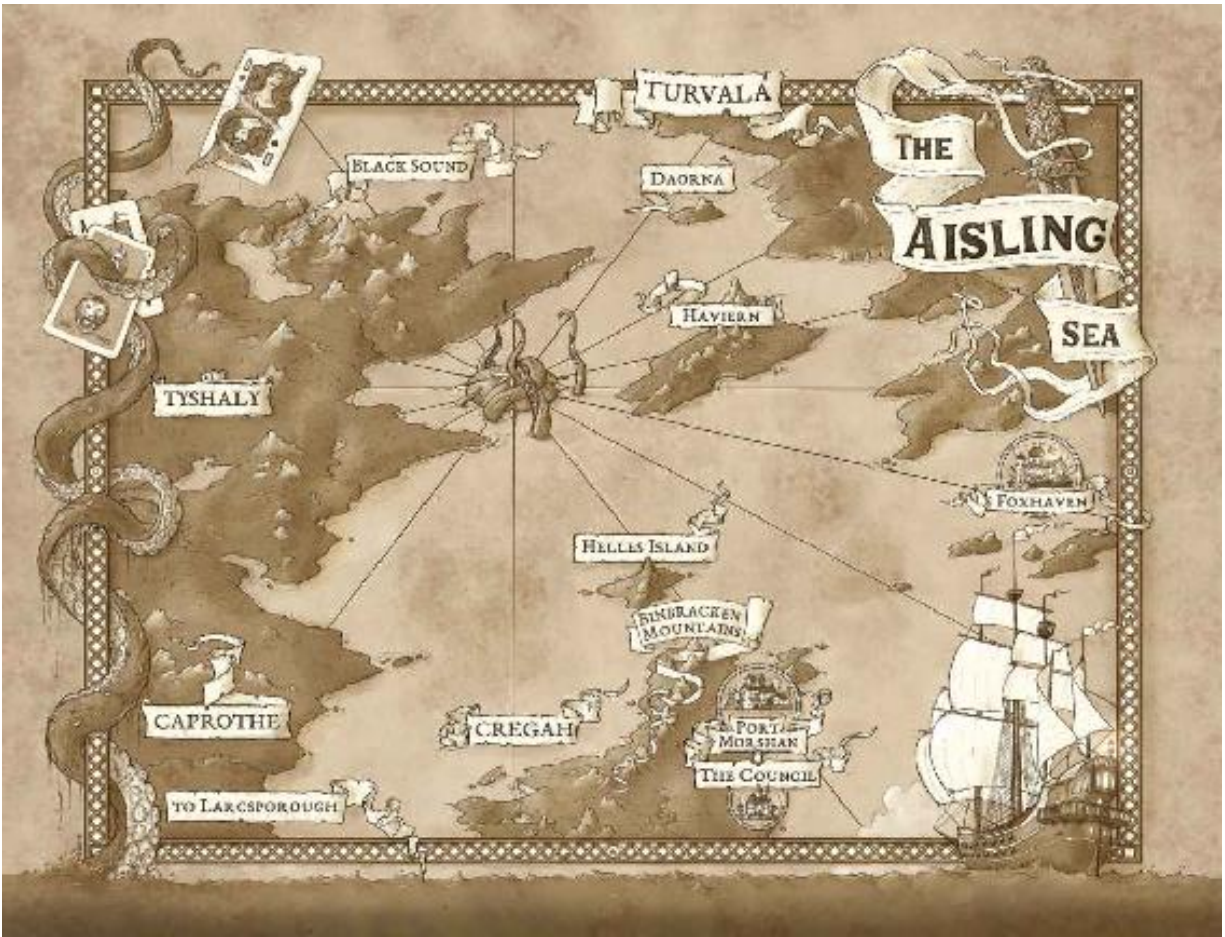 TURVALA
THE
AISLING
SEA
BLACK SOUND
DAORNA
HAVIERN
TYSHALY
FOXHAVEN
HELLES ISLAND
BINBRACKEN
MOUNTAINS
CAPROTHE
CREGAH
PORT
MORSHAN
THE COUNCIL
TO LARCSPOROUGH